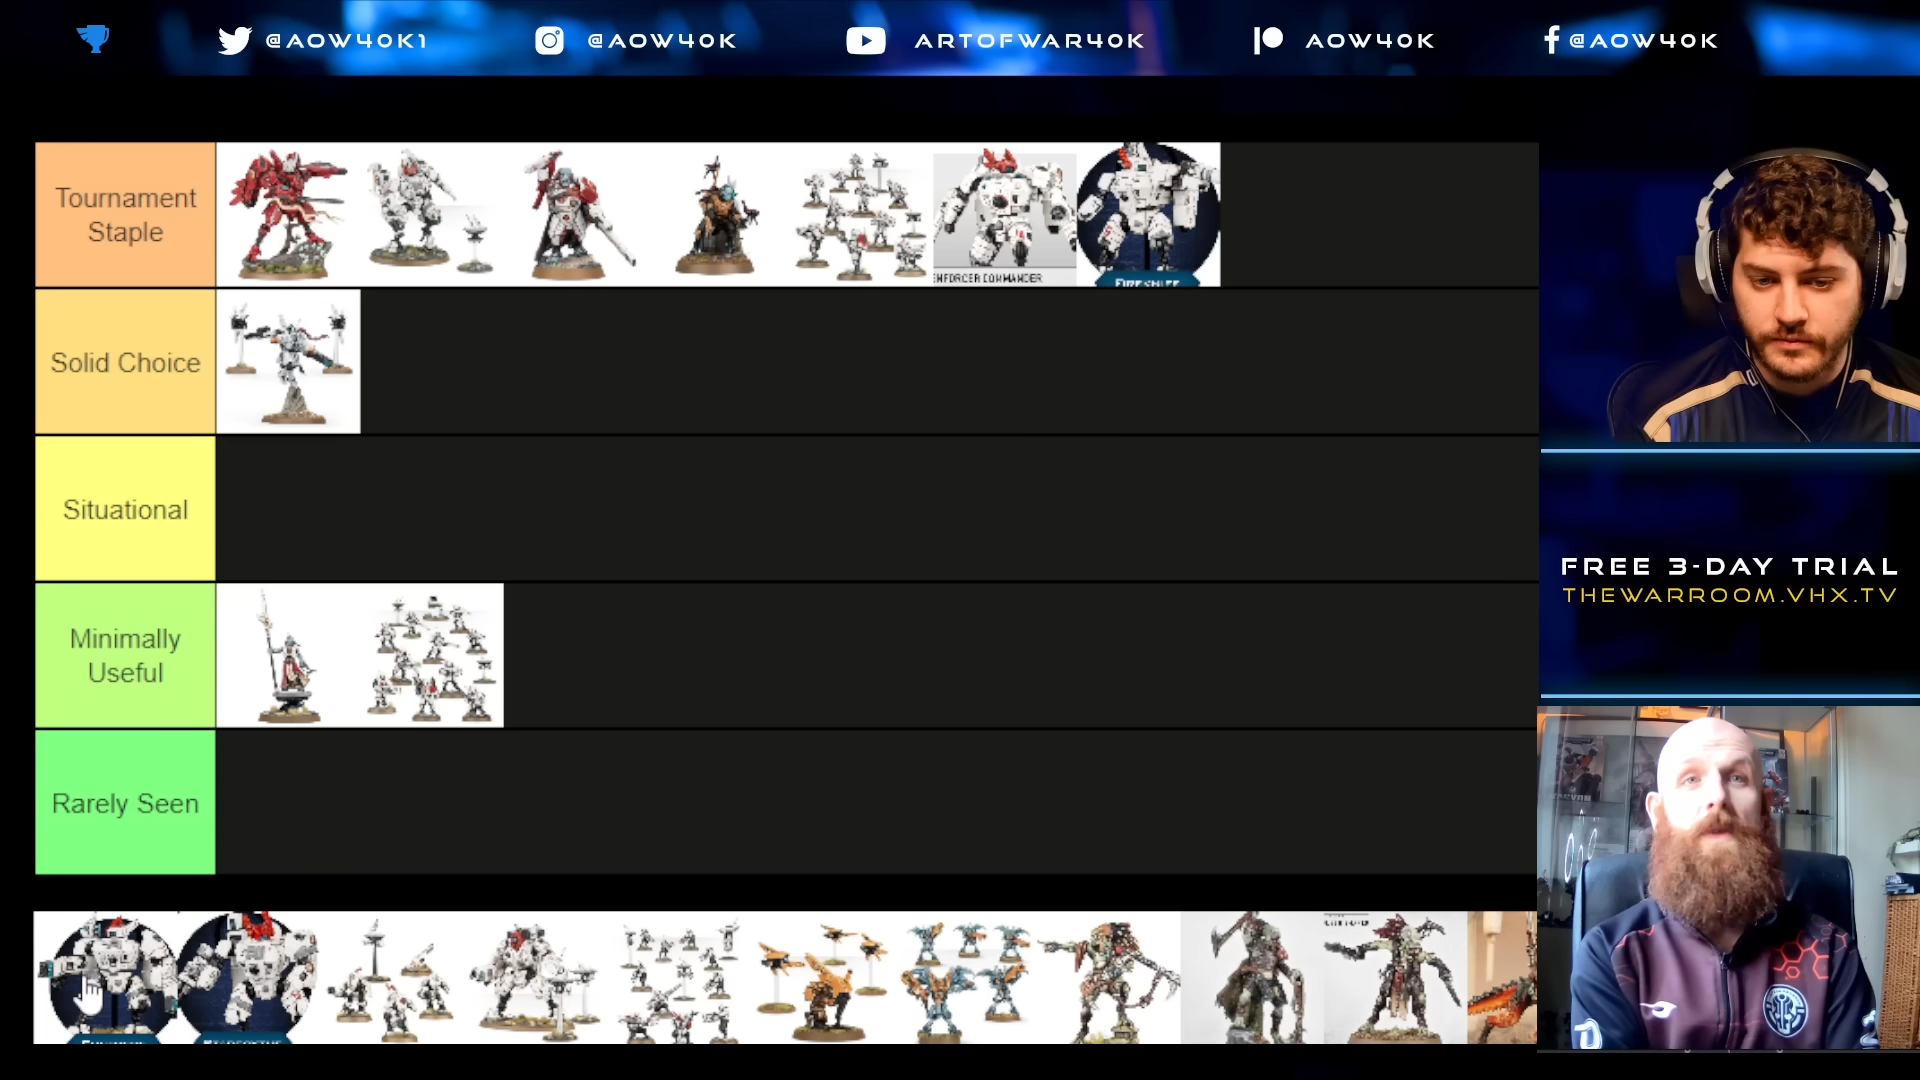 @AOW40K1
@AOW40K
ARTOFWAR40K
AOW40K
@AOW40K
Tournament
Staple
ENFORCER COMMANDER
Solid Choice
Situational
FREE 3-DAY TRIAL
THEWARROOM.VHX.TV
Minimally
Useful
Rarely Seen